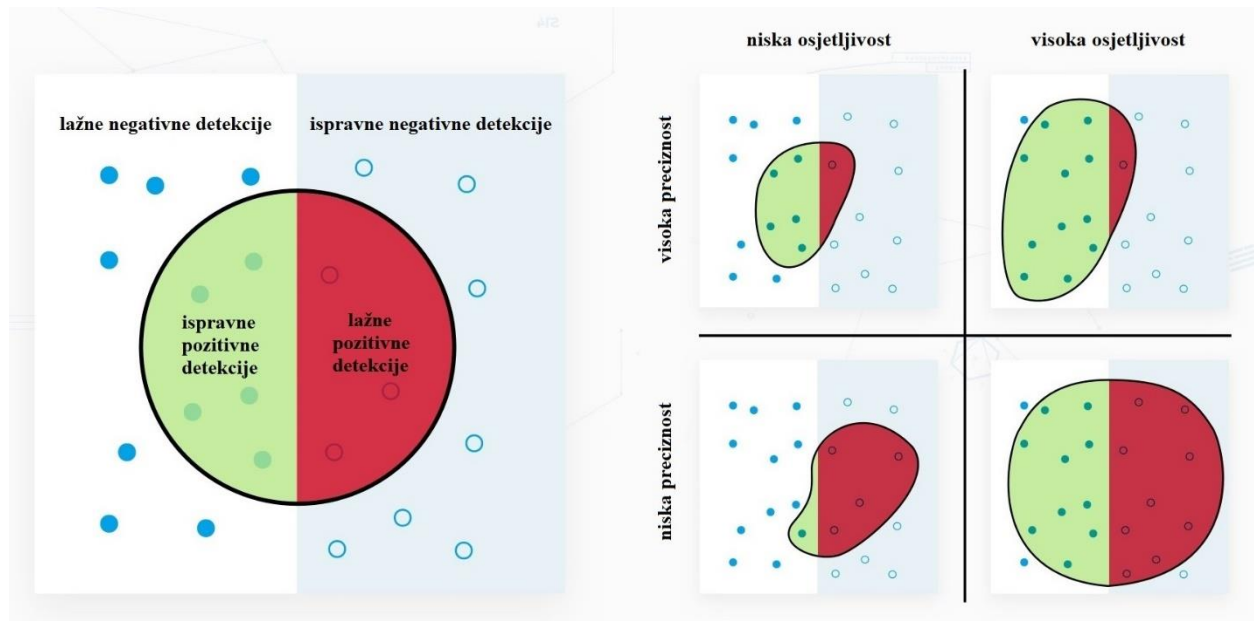 lažne negativne detekcije
ispravne negativne detekcije
ispravne
pozitivne
detekcije
lažne
pozitivne
detekcije
niska osjetljivost
visoka osjetljivost
visoka preciznost
niska preciznost